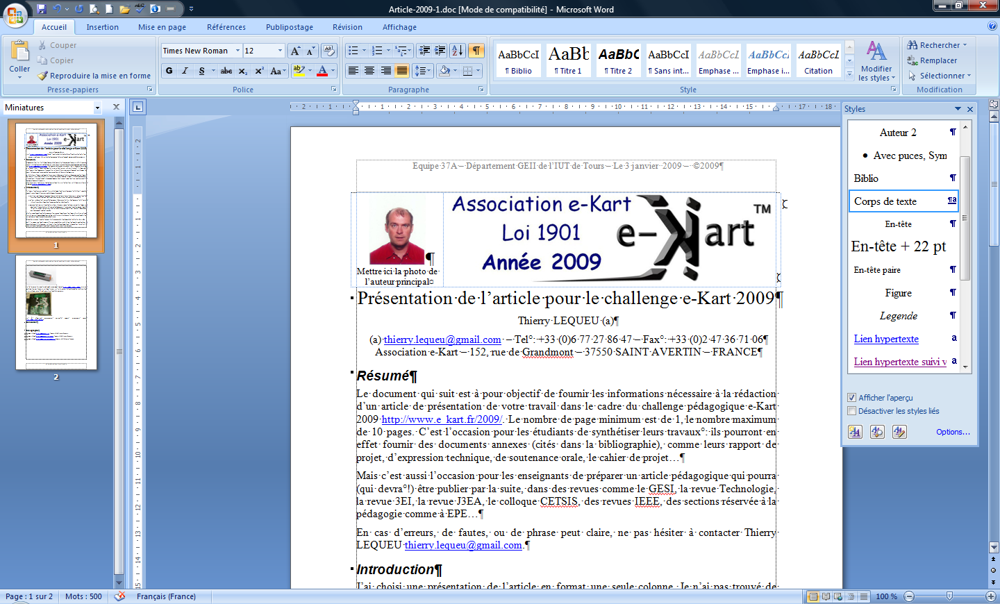 Article-2009-1.doc [Mode de compatibilité] - Microsoft Word
Accueil Insertion Mise en page Références Publipostage Révision Affichage
Coller
Couper
Copier
Reproduire la mise en forme
Presse-papiers
Times New Roman 12
G I S abc x₂ x² Aa
Police
Paragraphe
AaBbCcI AaBb AaBbC AaBbCcI AaBbCcI AaBbCcI AaBbCcI
¶ Biblio ¶ Titre 1 ¶ Titre 2 ¶ Sans int... Emphase ... Emphase i... Citation
Modifier
les styles
Style
Rechercher
Remplacer
Sélectionner
Modification
Miniatures
1
2
Equipe 37A – Département GEII de l’IUT de Tours – Le 3 janvier 2009 – ©2009¶
Mettre ici la photo de
l’auteur principal¤
Association e-Kart
Loi 1901
Année 2009
e-Kart™
Présentation de l’article pour le challenge e-Kart 2009¶
Thierry LEQUEU (a)¶
(a) thierry.lequeu@gmail.com – Tel°: +33 (0)6 77 27 86 47 – Fax°: +33 (0)2 47 36 71 06¶
Association e-Kart – 152, rue de Grandmont – 37550 SAINT AVERTIN – FRANCE¶
Résumé¶
Le document qui suit est à pour objectif de fournir les informations nécessaire à la rédaction
d’un article de présentation de votre travail dans le cadre du challenge pédagogique e-Kart
2009 http://www.e_kart.fr/2009/. Le nombre de page minimum est de 1, le nombre maximum
de 10 pages. C’est l’occasion pour les étudiants de synthétiser leurs travaux°: ils pourront en
effet fournir des documents annexes (cités dans la bibliographie), comme leurs rapport de
projet, d’expression technique, de soutenance orale, le cahier de projet…¶
Mais c’est aussi l’occasion pour les enseignants de préparer un article pédagogique qui pourra
(qui devra°!) être publier par la suite, dans des revues comme le GESI, la revue Technologie,
la revue 3EI, la revue J3EA, le colloque CETSIS, des revues IEEE, des sections réservée à la
pédagogie comme à EPE…¶
En cas d’erreurs, de fautes, ou de phrase peut claire, ne pas hésiter à contacter Thierry
LEQUEU thierry.lequeu@gmail.com.¶
Introduction¶
J’ai choisi une présentation de l’article en format une seule colonne. Je n’ai pas trouvé de
Styles
Auteur 2 ¶
• Avec puces, Sym
Biblio ¶
Corps de texte ¶a
En-tête ¶
En-tête + 22 pt
En-tête paire ¶
Figure ¶
Legende ¶
Lien hypertexte a
Lien hypertexte suivi v a
Afficher l'aperçu
Désactiver les styles liés
Options...
Page : 1 sur 2 Mots : 500 Français (France) 100 %